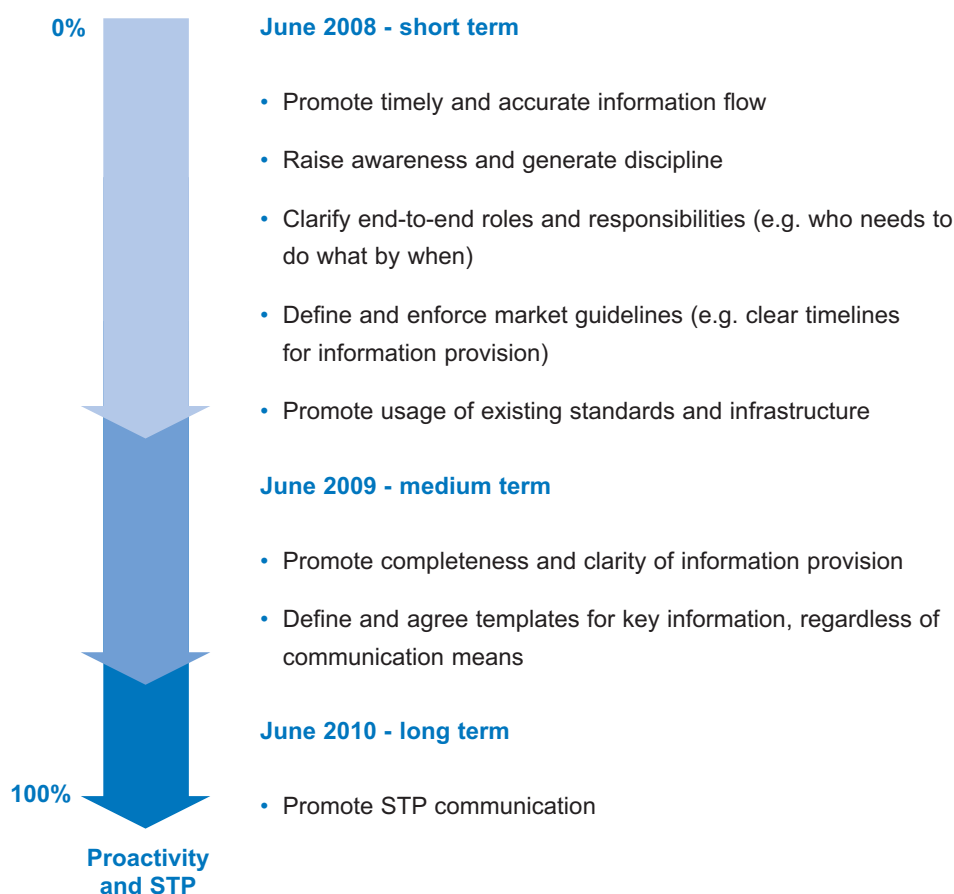 0%
June 2008 - short term
• Promote timely and accurate information flow
• Raise awareness and generate discipline
• Clarify end-to-end roles and responsibilities (e.g. who needs to
do what by when)
• Define and enforce market guidelines (e.g. clear timelines
for information provision)
• Promote usage of existing standards and infrastructure
June 2009 - medium term
• Promote completeness and clarity of information provision
• Define and agree templates for key information, regardless of
communication means
June 2010 - long term
100%
• Promote STP communication
Proactivity
and STP